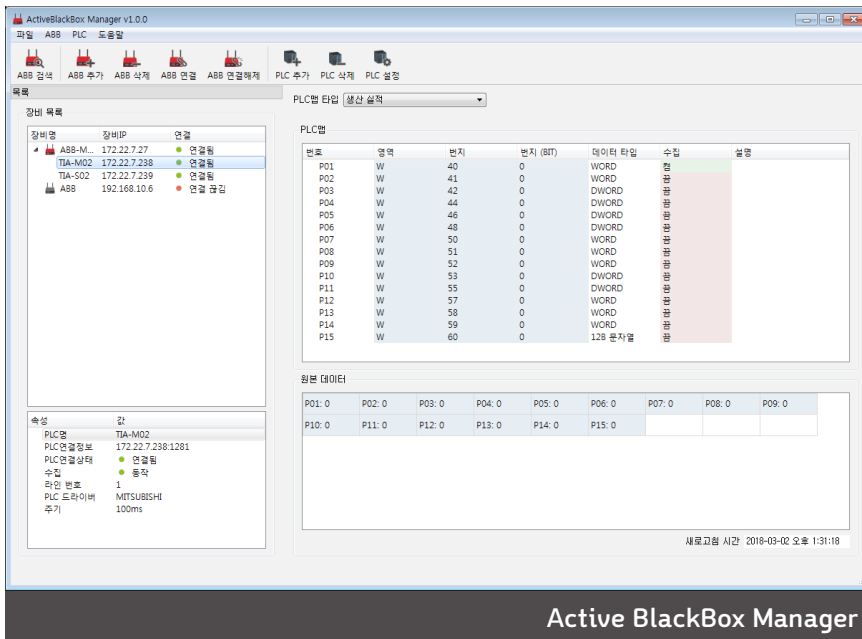 ActiveBlackBox Manager v1.0.0
파일 ABB PLC 도움말
ABB 검색 ABB 추가 ABB 삭제 ABB 연결 ABB 연결해제 PLC 추가 PLC 삭제 PLC 설정
목록
장비 목록
장비명 장비IP 연결
ABB-M... 172.22.7.27 연결됨
TIA-M02 172.22.7.238 연결됨
TIA-S02 172.22.7.239 연결됨
ABB 192.168.10.6 연결 끊김
속성 값
PLC명 TIA-M02
PLC연결정보 172.22.7.238:1281
PLC연결상태 연결됨
수집 동작
라인 번호 1
PLC 드라이버 MITSUBISHI
주기 100ms
PLC맵 타입 생산 실적
PLC맵
번호 영역 번지 번지 (BIT) 데이터 타입 수집 설명
P01 W 40 0 WORD 켬
P02 W 41 0 WORD 끔
P03 W 42 0 DWORD 끔
P04 W 44 0 DWORD 끔
P05 W 46 0 DWORD 끔
P06 W 48 0 DWORD 끔
P07 W 50 0 WORD 끔
P08 W 51 0 WORD 끔
P09 W 52 0 WORD 끔
P10 W 53 0 DWORD 끔
P11 W 55 0 DWORD 끔
P12 W 57 0 WORD 끔
P13 W 58 0 WORD 끔
P14 W 59 0 WORD 끔
P15 W 60 0 12B 문자열 끔
원본 데이터
P01: 0 P02: 0 P03: 0 P04: 0 P05: 0 P06: 0 P07: 0 P08: 0 P09: 0
P10: 0 P11: 0 P12: 0 P13: 0 P14: 0 P15: 0
새로고침 시간 2018-03-02 오후 1:31:18
Active BlackBox Manager